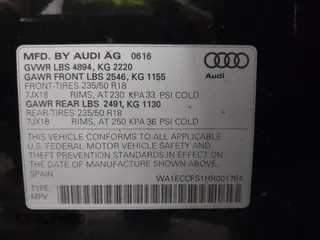 MFD. BY AUDI AG 0616
GVWR LBS 4894, KG 2220
GAWR FRONT LBS 2546, KG 1155
FRONT-TIRES 235/50 R18
7JX18 RIMS, AT 230 KPA 33 PSI COLD
GAWR REAR LBS 2491, KG 1130
REAR-TIRES 235/50 R18
7JX18 RIMS, AT 250 KPA 36 PSI COLD
Audi
THIS VEHICLE CONFORMS TO ALL APPLICABLE
U.S. FEDERAL MOTOR VEHICLE SAFETY
AND THEFT PREVENTION STANDARDS IN EFFECT ON
THE DATE OF MANUFACTURE SHOWN ABOVE.
SPAIN WA1ECCFS1HR001764
TYPE:
MPV